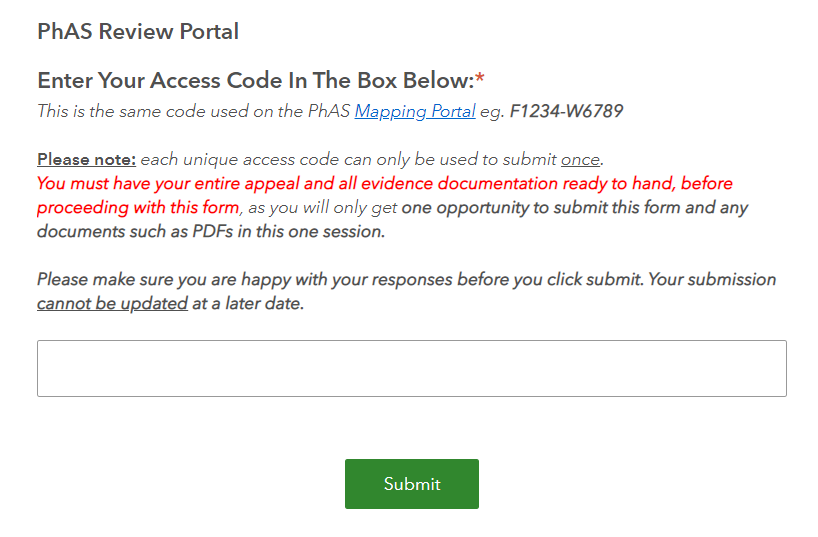 PhAS Review Portal
Enter Your Access Code In The Box Below:*
This is the same code used on the PhAS Mapping Portal eg. F1234-W6789
Please note: each unique access code can only be used to submit once.
You must have your entire appeal and all evidence documentation ready to hand, before
proceeding with this form, as you will only get one opportunity to submit this form and any
documents such as PDFs in this one session.
Please make sure you are happy with your responses before you click submit. Your submission
cannot be updated at a later date.
Submit